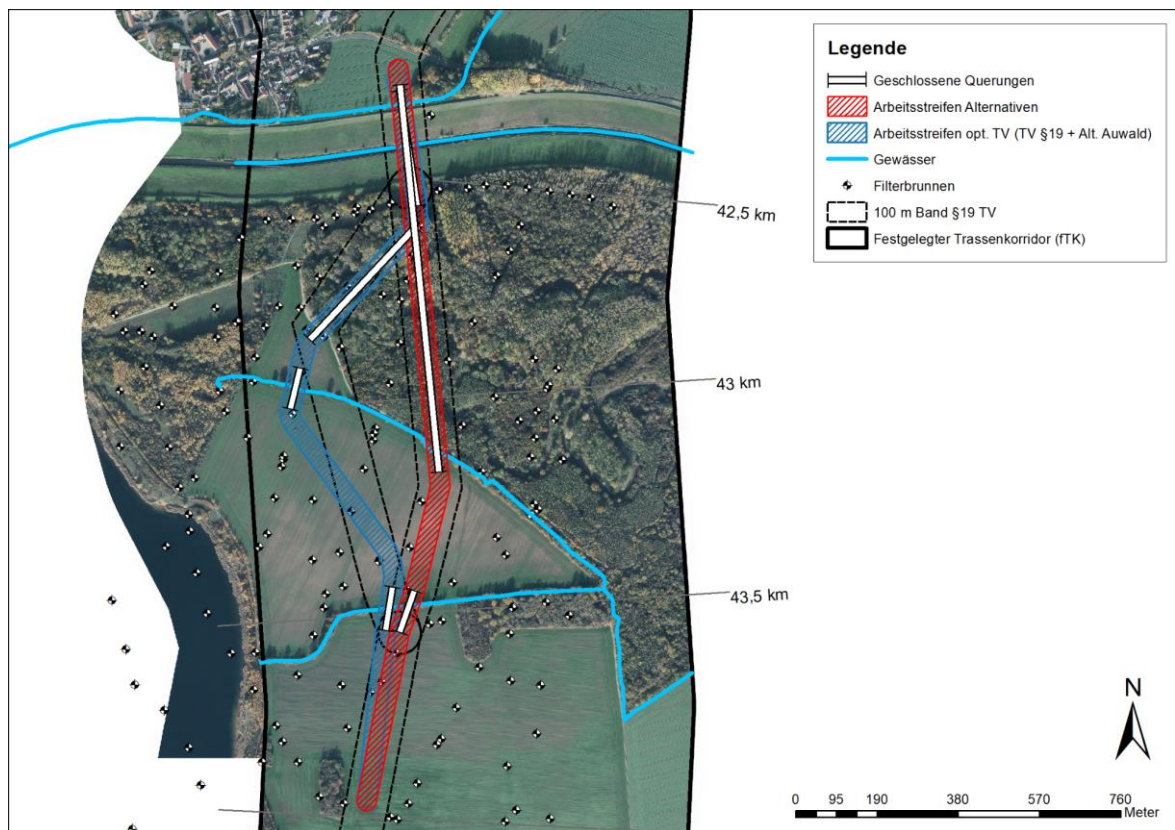 Legende
Geschlossene Querungen
Arbeitsstreifen Alternativen
Arbeitsstreifen opt. TV (TV §19 + Alt. Auwald)
Gewässer
Filterbrunnen
100 m Band §19 TV
Festgelegter Trassenkorridor (fTK)
42,5 km
43 km
43,5 km
N
0 95 190 380 570 760
Meter